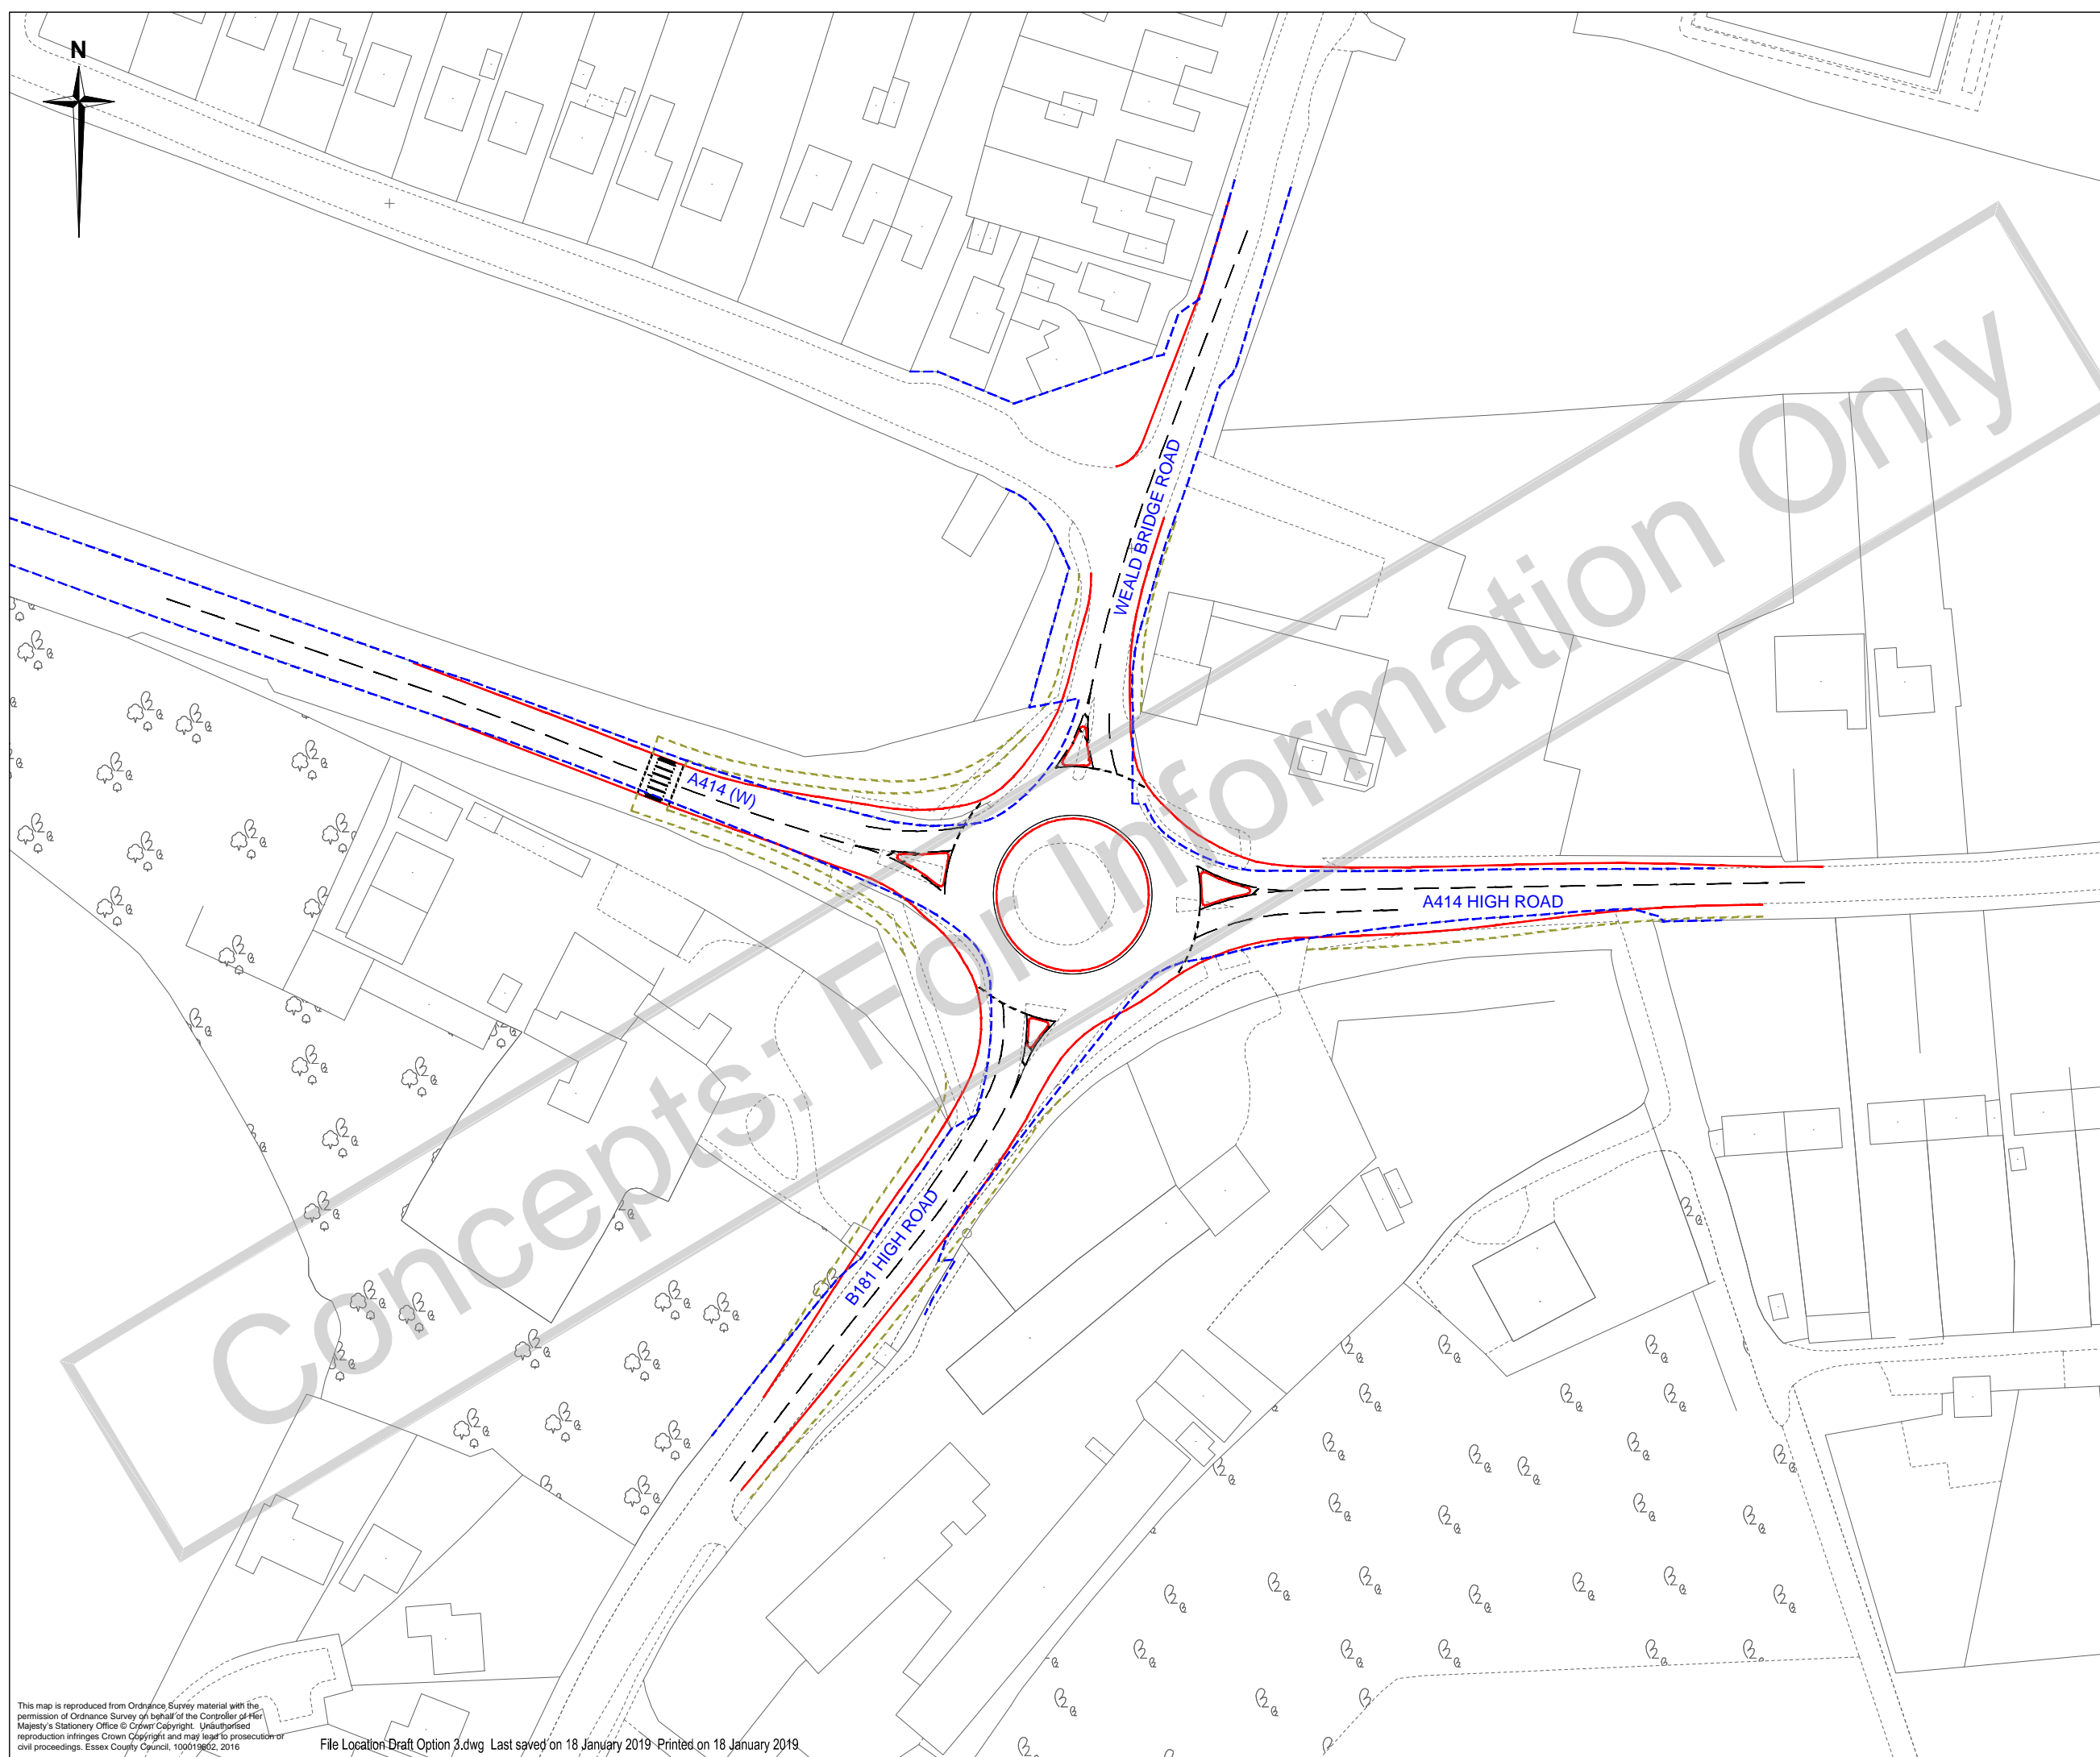 N
WEALD BRIDGE ROAD
A414 (W)
A414 HIGH ROAD
B181 HIGH ROAD
Concepts: For Information Only
This map is reproduced from Ordnance Survey material with the
permission of Ordnance Survey on behalf of the Controller of Her
Majesty's Stationery Office © Crown Copyright. Unauthorised
reproduction infringes Crown Copyright and may lead to prosecution or
civil proceedings. Essex County Council, 100019602, 2016
File Location Draft Option 3.dwg Last saved on 18 January 2019 Printed on 18 January 2019